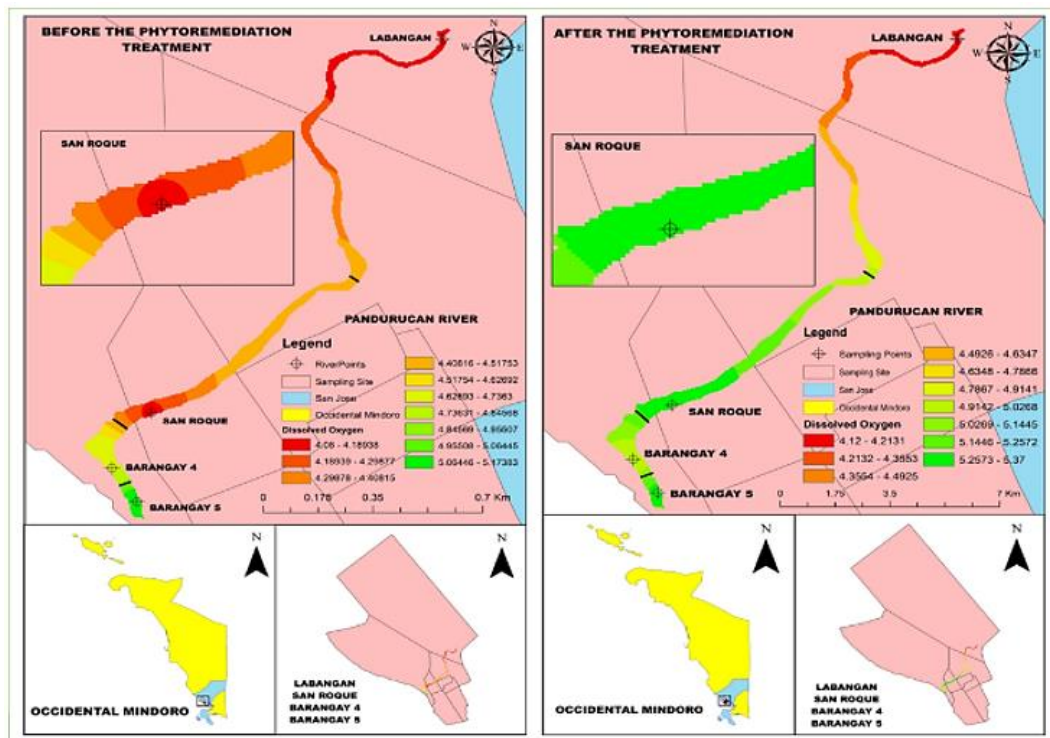 BEFORE THE PHYTOREMEDIATION
TREATMENT
LABANGAN
N
W
E
S
SAN ROQUE
PANDURUCAN RIVER
Legend
RiverPoints
Sampling Site
San Jose
Occidental Mindoro
Dissolved Oxygen
4.08 - 4.18938
4.18939 - 4.29877
4.29878 - 4.40815
4.40816 - 4.51753
4.51754 - 4.62692
4.62693 - 4.7363
4.73631 - 4.84568
4.84569 - 4.95507
4.95508 - 5.06445
5.06446 - 5.17383
SAN ROQUE
BARANGAY 4
BARANGAY 5
0 0.175 0.35 0.7 Km
N
OCCIDENTAL MINDORO
N
LABANGAN
SAN ROQUE
BARANGAY 4
BARANGAY 5
AFTER THE PHYTOREMEDIATION
TREATMENT
LABANGAN
N
W
E
S
SAN ROQUE
PANDURUCAN RIVER
Legend
Sampling Points
Sampling Site
San Jose
Occidental Mindoro
Dissolved Oxygen
4.12 - 4.2131
4.2132 - 4.3553
4.3554 - 4.4925
4.4926 - 4.6347
4.6348 - 4.7866
4.7867 - 4.9141
4.9142 - 5.0268
5.0269 - 5.1445
5.1446 - 5.2572
5.2573 - 5.37
SAN ROQUE
BARANGAY 4
BARANGAY 5
0 1.75 3.5 7 Km
N
OCCIDENTAL MINDORO
N
LABANGAN
SAN ROQUE
BARANGAY 4
BARANGAY 5